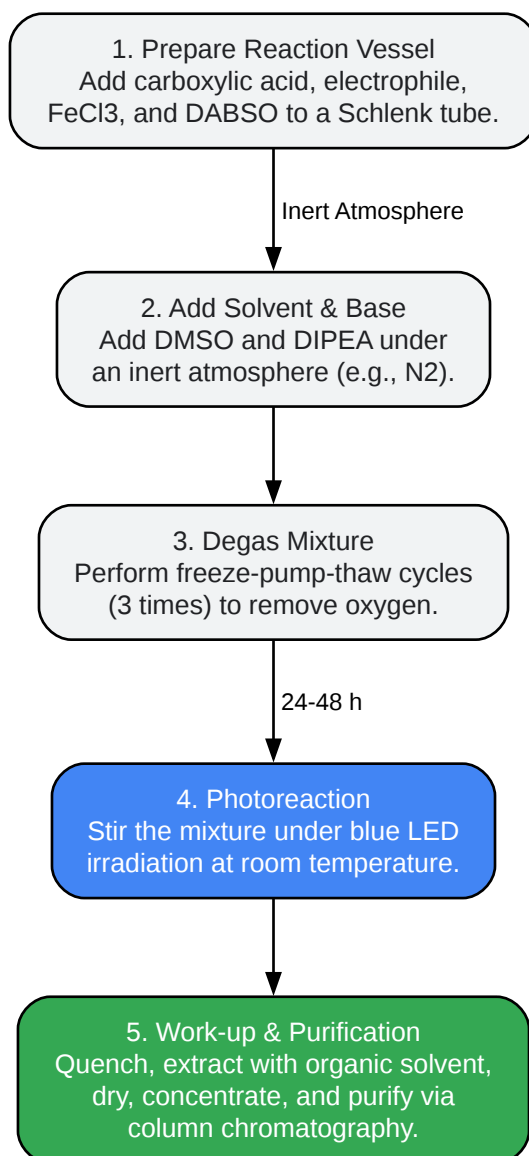 1. Prepare Reaction Vessel
Add carboxylic acid, electrophile,
FeCl3, and DABSO to a Schlenk tube.
Inert Atmosphere
2. Add Solvent & Base
Add DMSO and DIPEA under
an inert atmosphere (e.g., N2).
3. Degas Mixture
Perform freeze-pump-thaw cycles
(3 times) to remove oxygen.
24-48 h
4. Photoreaction
Stir the mixture under blue LED
irradiation at room temperature.
5. Work-up & Purification
Quench, extract with organic solvent,
dry, concentrate, and purify via
column chromatography.